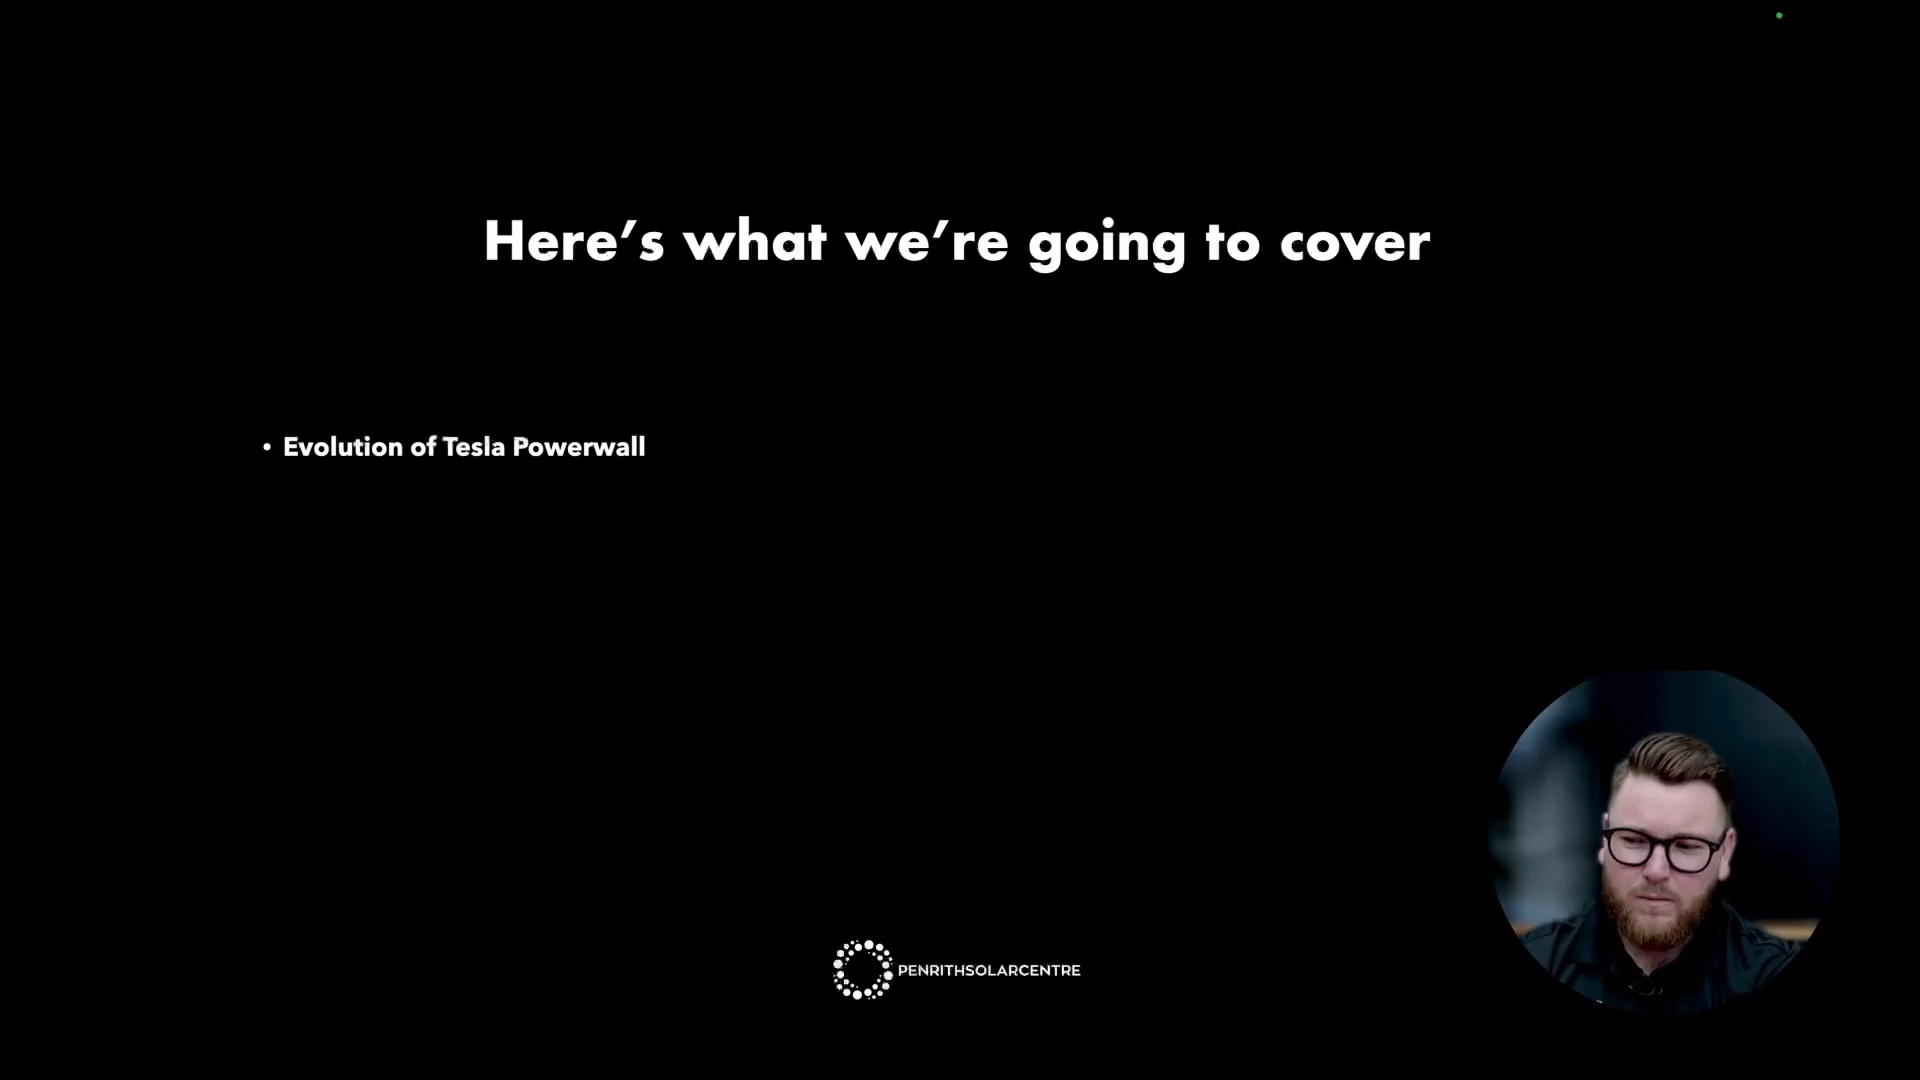 Here’s what we’re going to cover
• Evolution of Tesla Powerwall
PENRITHSOLARCENTRE